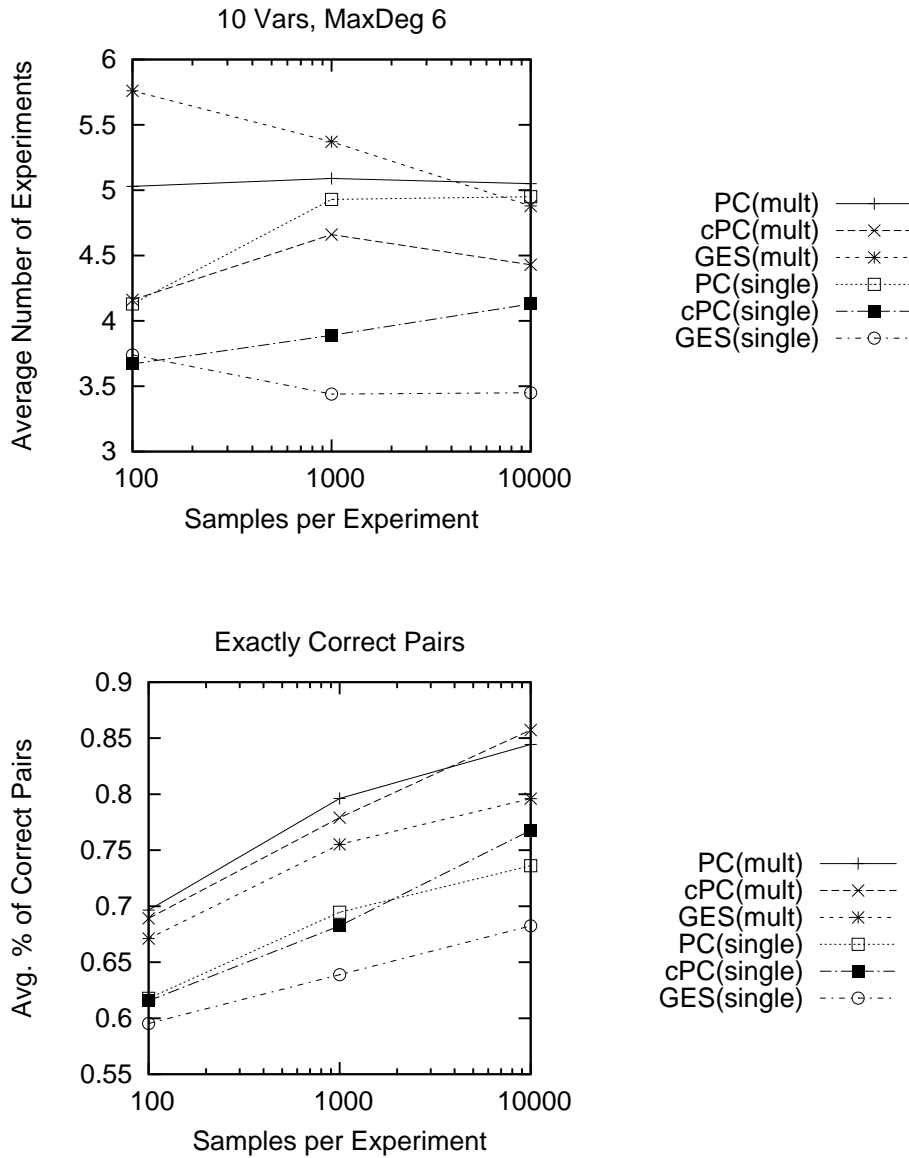 10 Vars, MaxDeg 6
6
5.5
5
4.5
4
3.5
3
Average Number of Experiments
100
1000
10000
Samples per Experiment
PC(mult)
cPC(mult)
GES(mult)
PC(single)
cPC(single)
GES(single)
Exactly Correct Pairs
0.9
0.85
0.8
0.75
0.7
0.65
0.6
0.55
Avg. % of Correct Pairs
100
1000
10000
Samples per Experiment
PC(mult)
cPC(mult)
GES(mult)
PC(single)
cPC(single)
GES(single)